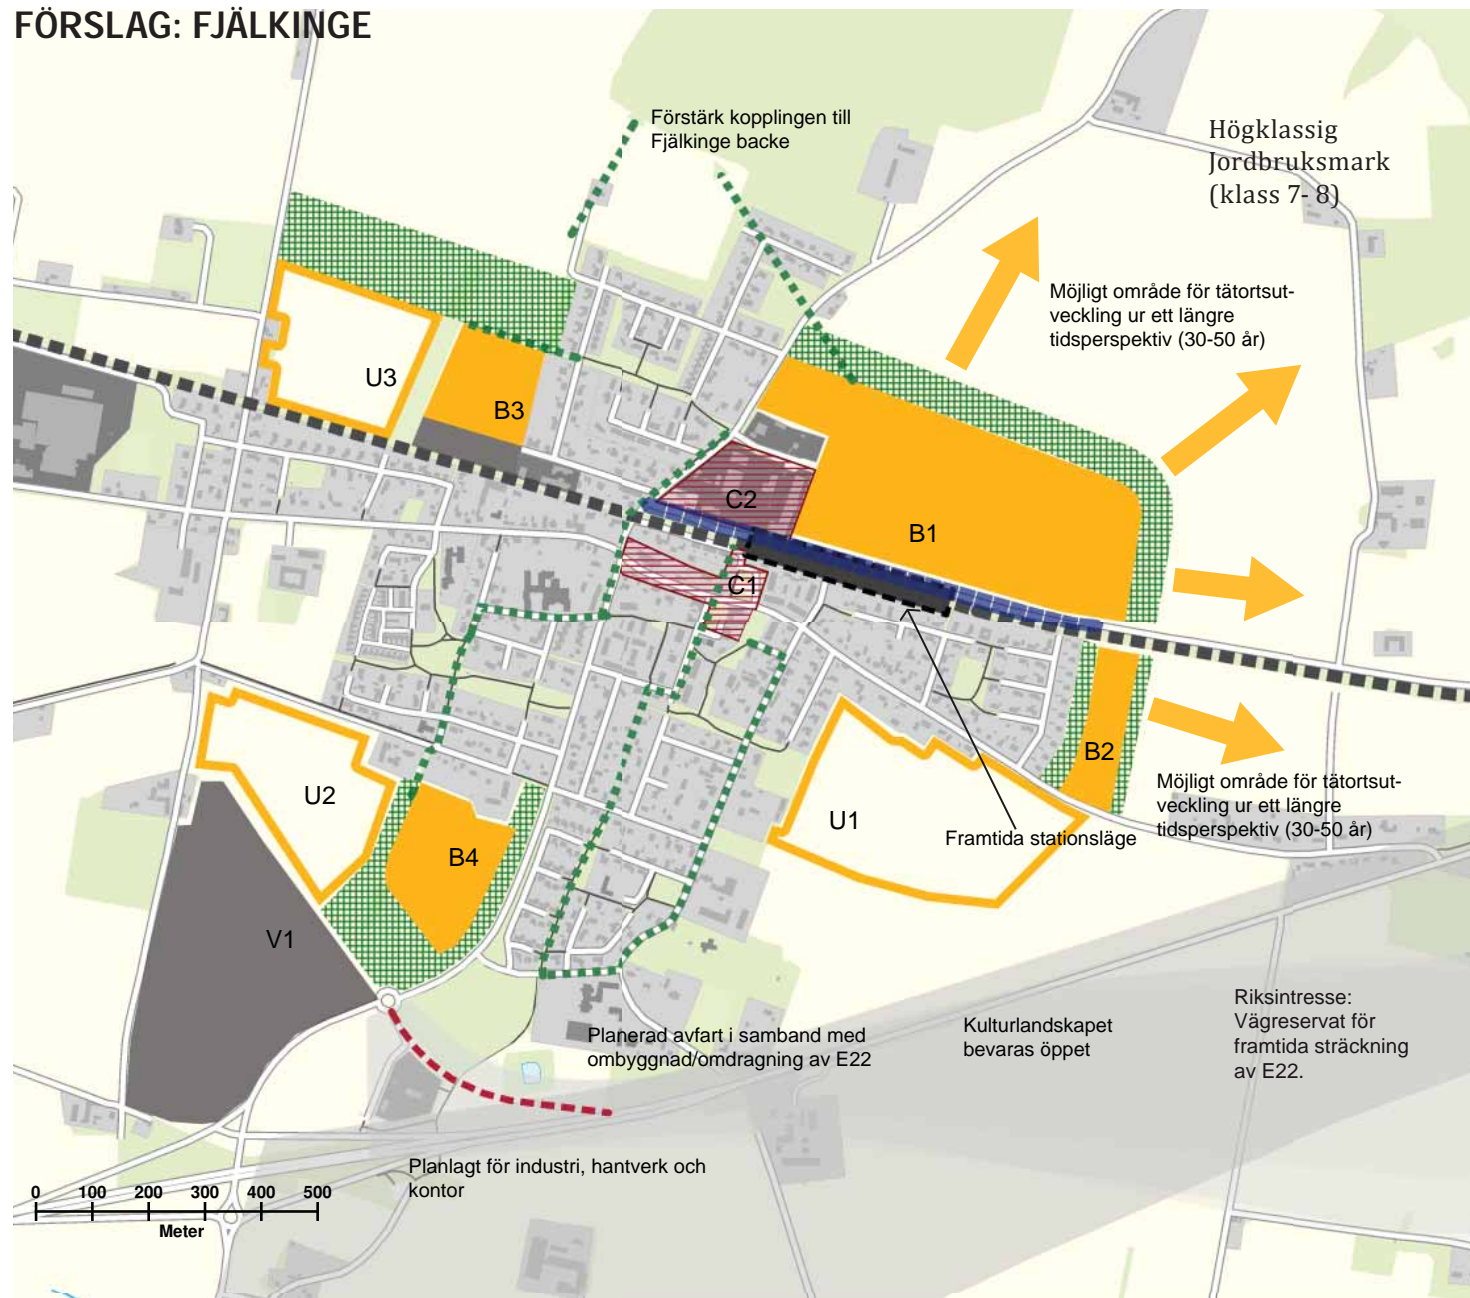 FÖRSLAG: FJÄLKINGE
Förstärk kopplingen till
Fjälkinge backe
Högklassig
Jordbruksmark
(klass 7- 8)
Möjligt område för tätortsut-
veckling ur ett längre
tidsperspektiv (30-50 år)
U3
B3
C2
B1
C1
B2
Möjligt område för tätortsut-
veckling ur ett längre
tidsperspektiv (30-50 år)
U2
U1
Framtida stationsläge
B4
V1
Riksintresse:
Vägreservat för
framtida sträckning
av E22.
Kulturlandskapet
bevaras öppet
Planerad avfart i samband med
ombyggnad/omdragning av E22
Planlagt för industri, hantverk och
kontor
0 100 200 300 400 500
Meter